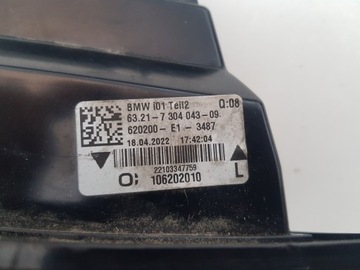 BMW i01 Teil2 Q:08
63.21-7 304 043-09
620200-E1-3487
18.04.2022 17:42:04
22103347759
O; 106202010 L